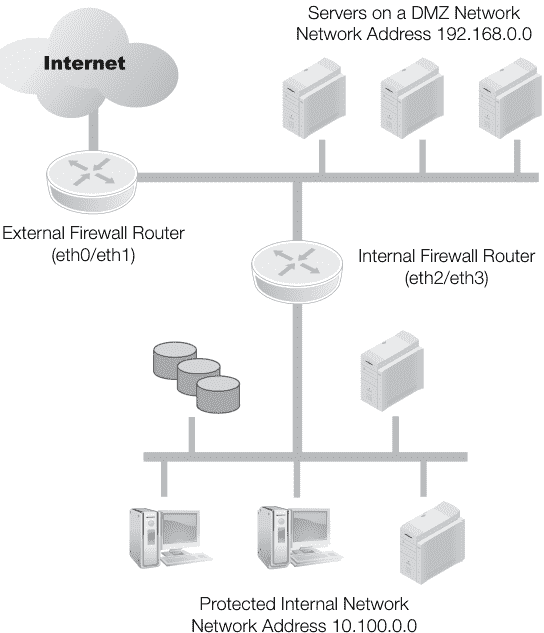 Servers on a DMZ Network
Network Address 192.168.0.0
Internet
External Firewall Router
(eth0/eth1)
Internal Firewall Router
(eth2/eth3)
Protected Internal Network
Network Address 10.100.0.0